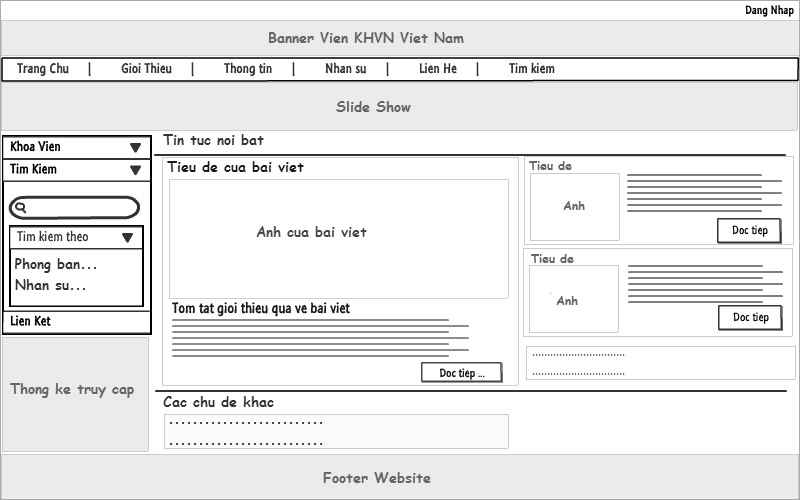 Dang Nhap
Banner Vien KHVN Viet Nam
Trang Chu | Gioi Thieu | Thong tin | Nhan su | Lien He | Tim kiem
Slide Show
Khoa Vien
Tim Kiem
Tim kiem theo
Phong ban...
Nhan su...
Lien Ket
Thong ke truy cap
Tin tuc noi bat
Tieu de cua bai viet
Anh cua bai viet
Tom tat gioi thieu qua ve bai viet
Doc tiep ...
Tieu de
Anh
Doc tiep
Tieu de
Anh
Doc tiep
Cac chu de khac
Footer Website